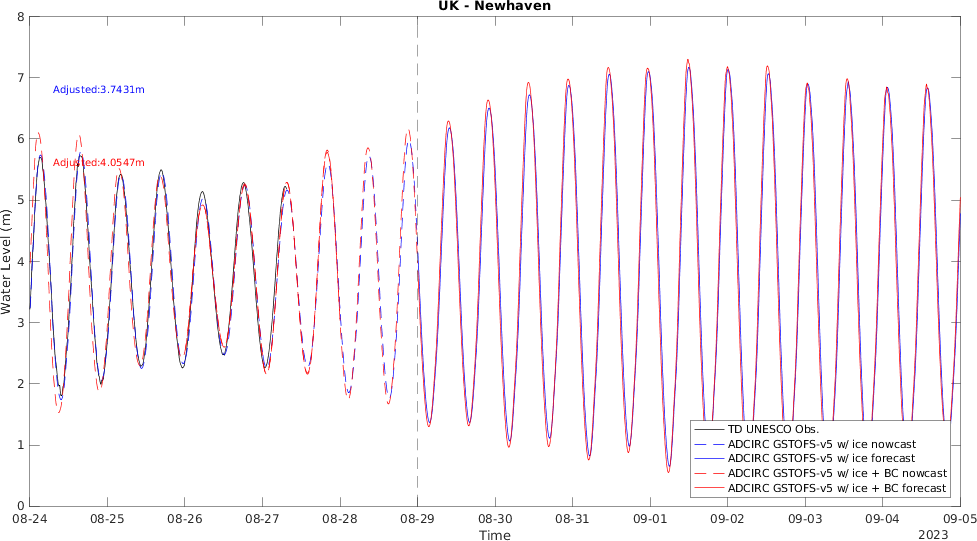 UK - Newhaven
8
7
6
5
4
3
2
1
0
Water Level (m)
Adjusted:3.7431m
Adjusted:4.0547m
TD UNESCO Obs.
ADCIRC GSTOFS-v5 w/ ice nowcast
ADCIRC GSTOFS-v5 w/ ice forecast
ADCIRC GSTOFS-v5 w/ ice + BC nowcast
ADCIRC GSTOFS-v5 w/ ice + BC forecast
08-24 08-25 08-26 08-27 08-28 08-29 08-30 08-31 09-01 09-02 09-03 09-04 09-05
Time
2023